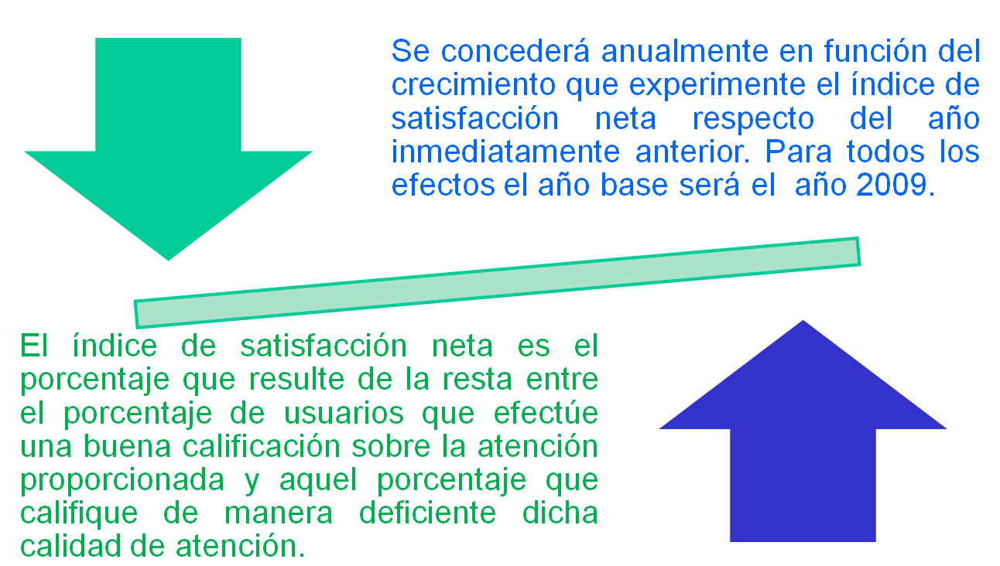 Se concederá anualmente en función del
crecimiento que experimente el índice de
satisfacción neta respecto del año
inmediatamente anterior. Para todos los
efectos el año base será el  año 2009.
El índice de satisfacción neta es el
porcentaje que resulte de la resta entre
el porcentaje de usuarios que efectúe
una buena calificación sobre la atención
proporcionada y aquel porcentaje que
califique de manera deficiente dicha
calidad de atención.